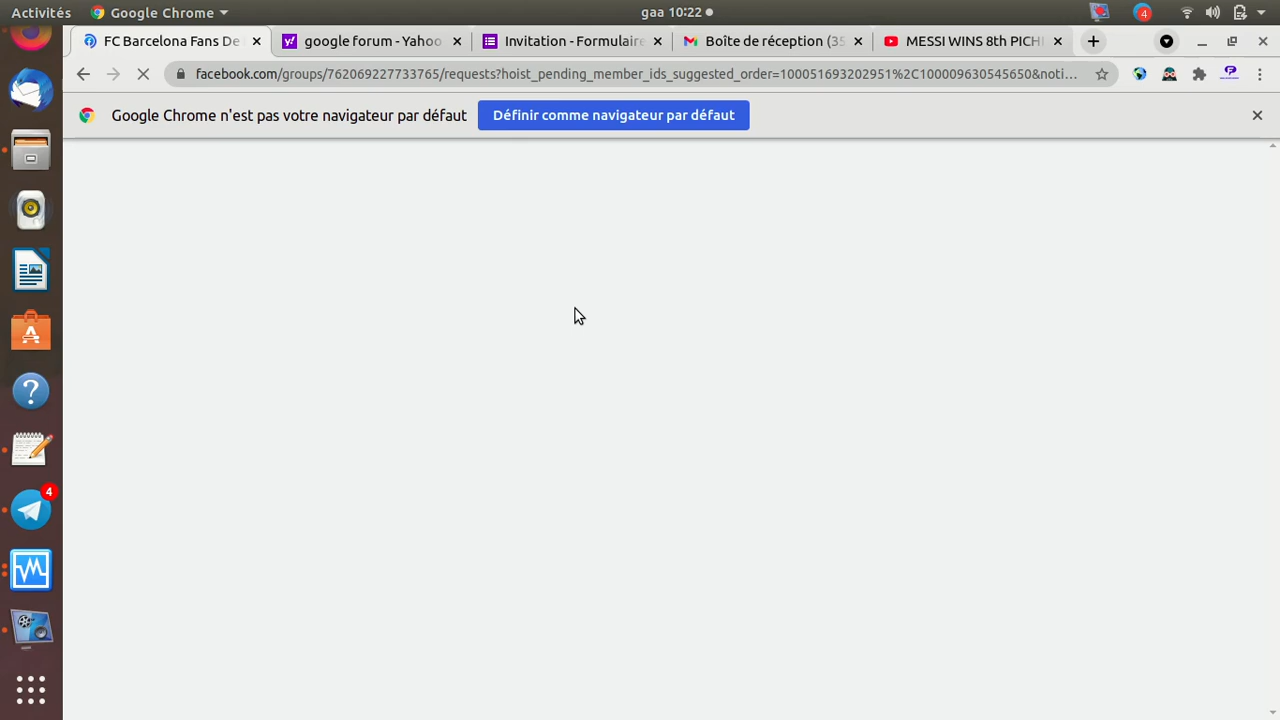 Activités
Google Chrome
gaa 10:22
4
FC Barcelona Fans De
google forum - Yahoo
Invitation - Formulaire
Boîte de réception (35
MESSI WINS 8th PICHI
facebook.com/groups/762069227733765/requests?hoist_pending_member_ids_suggested_order=100051693202951%2C100009630545650&noti...
Google Chrome n'est pas votre navigateur par défaut
Définir comme navigateur par défaut
4